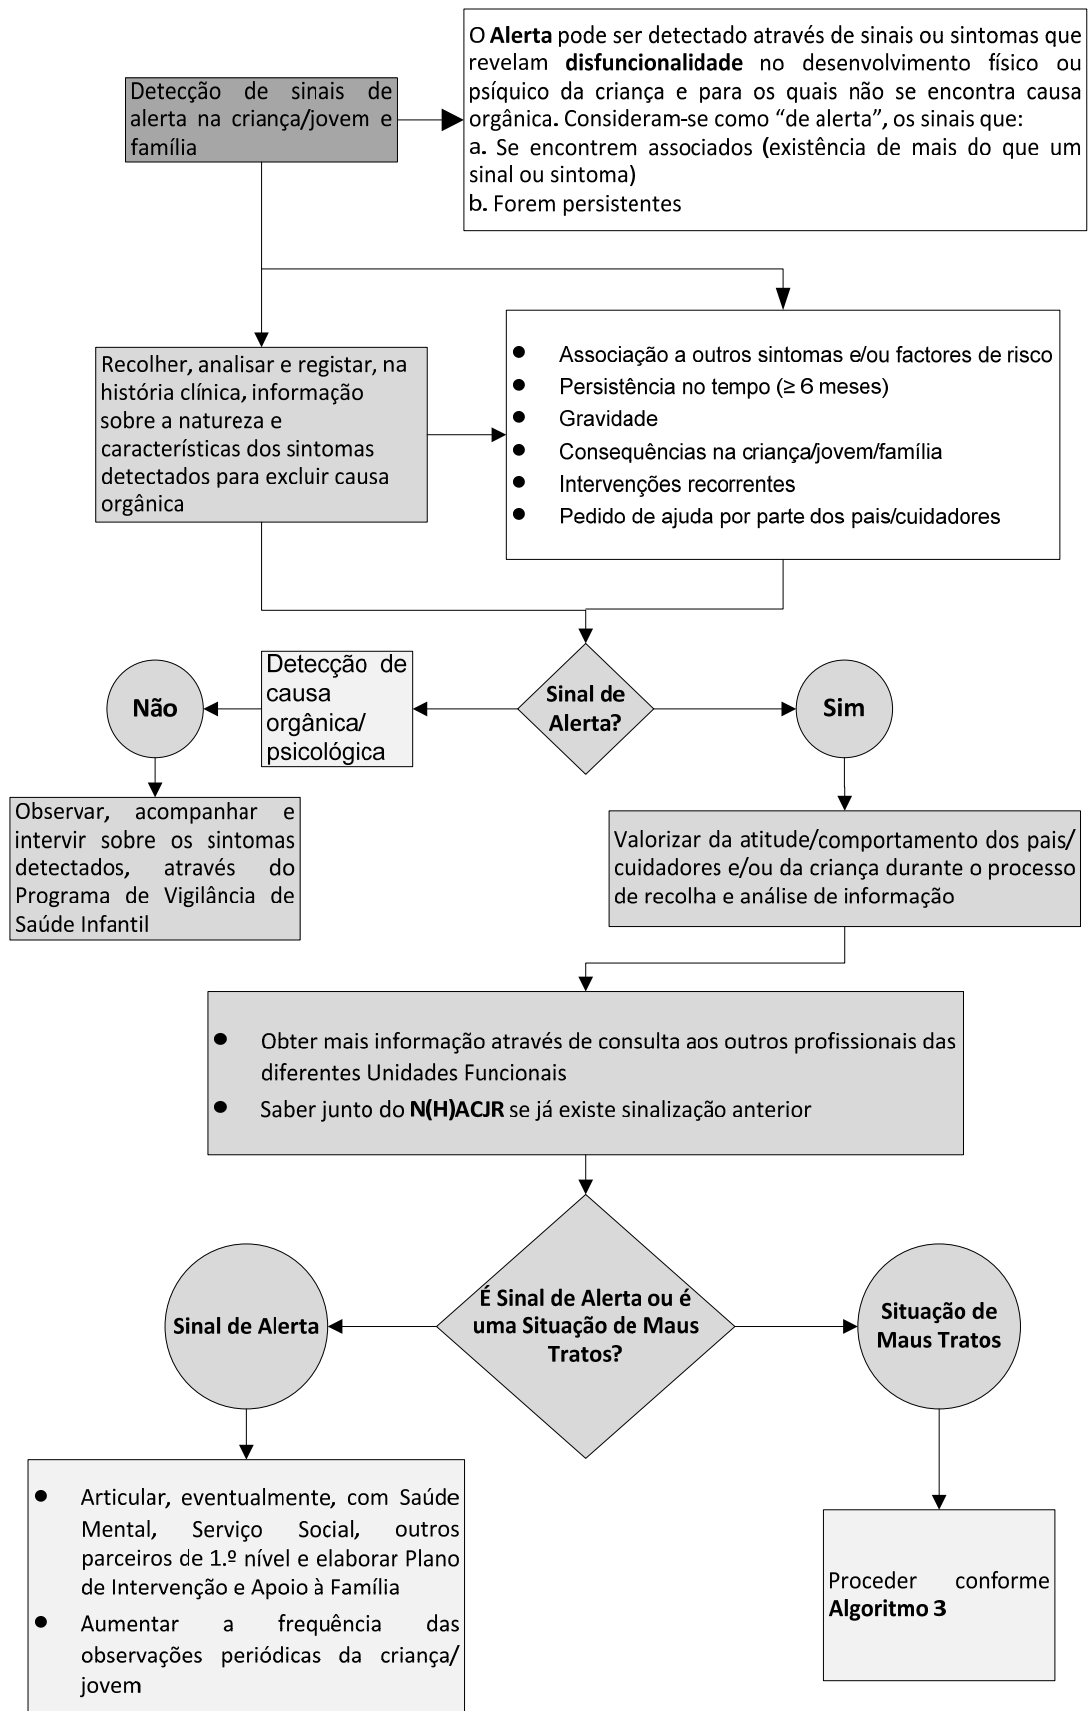 O Alerta pode ser detectado através de sinais ou sintomas que
revelam disfuncionalidade no desenvolvimento físico ou
psíquico da criança e para os quais não se encontra causa
orgânica. Consideram-se como “de alerta”, os sinais que:
a. Se encontrem associados (existência de mais do que um
sinal ou sintoma)
b. Forem persistentes
Detecção de sinais de
alerta na criança/jovem e
família
Recolher, analisar e registar, na
história clínica, informação
sobre a natureza e
características dos sintomas
detectados para excluir causa
orgânica
● Associação a outros sintomas e/ou factores de risco
● Persistência no tempo (≥ 6 meses)
● Gravidade
● Consequências na criança/jovem/família
● Intervenções recorrentes
● Pedido de ajuda por parte dos pais/cuidadores
Não
Detecção de
causa
orgânica/
psicológica
Sinal de
Alerta?
Sim
Observar, acompanhar e
intervir sobre os sintomas
detectados, através do
Programa de Vigilância de
Saúde Infantil
Valorizar da atitude/comportamento dos pais/
cuidadores e/ou da criança durante o processo
de recolha e análise de informação
● Obter mais informação através de consulta aos outros profissionais das
diferentes Unidades Funcionais
● Saber junto do N(H)ACJR se já existe sinalização anterior
Sinal de Alerta
É Sinal de Alerta ou é
uma Situação de Maus
Tratos?
Situação de
Maus Tratos
● Articular, eventualmente, com Saúde
Mental, Serviço Social, outros
parceiros de 1.º nível e elaborar Plano
de Intervenção e Apoio à Família
● Aumentar a frequência das
observações periódicas da criança/
jovem
Proceder conforme
Algoritmo 3